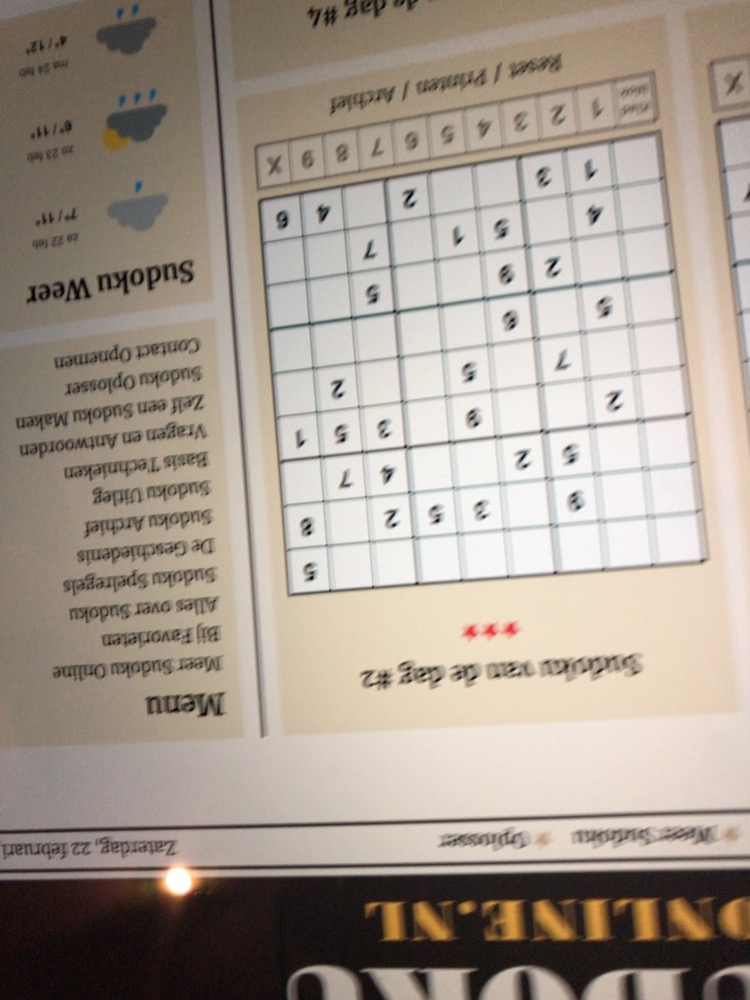 ONLINE.NL
Meer Sudoku Oplosser
Zaterdag, 22 februari
Sudoku van de dag #2
5
9 3 5 2 8
5 2 4 7
2 9 3 5 1
7 5 2
5 6
2 9 5
4 5 1 7
1 3 2 4 6
1 2 3 4 5 6 7 8 9 X
Reset / Printen / Archief
de dag #4
X
Menu
Meer Sudoku Online
Bij Favorieten
Alles over Sudoku
Sudoku Spelregels
De Geschiedenis
Sudoku Archief
Sudoku Uitleg
Basis Technieken
Vragen en Antwoorden
Zelf een Sudoku Maken
Sudoku Oplosser
Contact Opnemen
Sudoku Weer
za 22 feb
7° / 11°
zo 23 feb
6° / 11°
ma 24 feb
4° / 12°